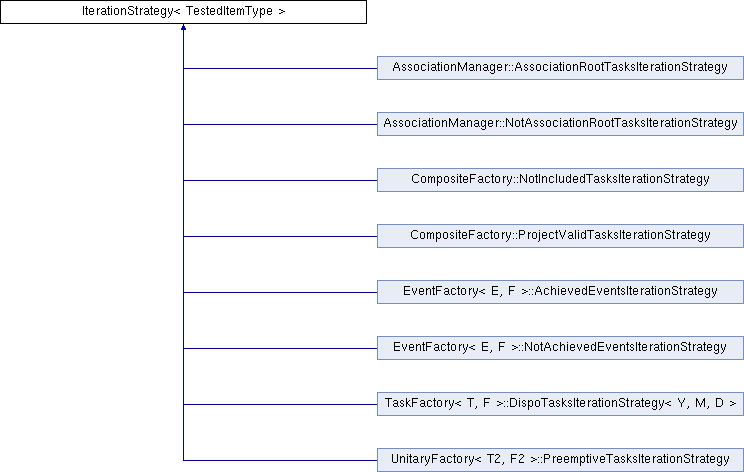 IterationStrategy< TestedItemType >
AssociationManager::AssociationRootTasksIterationStrategy
AssociationManager::NotAssociationRootTasksIterationStrategy
CompositeFactory::NotIncludedTasksIterationStrategy
CompositeFactory::ProjectValidTasksIterationStrategy
EventFactory< E, F >::AchievedEventsIterationStrategy
EventFactory< E, F >::NotAchievedEventsIterationStrategy
TaskFactory< T, F >::DispoTasksIterationStrategy< Y, M, D >
UnitaryFactory< T2, F2 >::PreemptiveTasksIterationStrategy